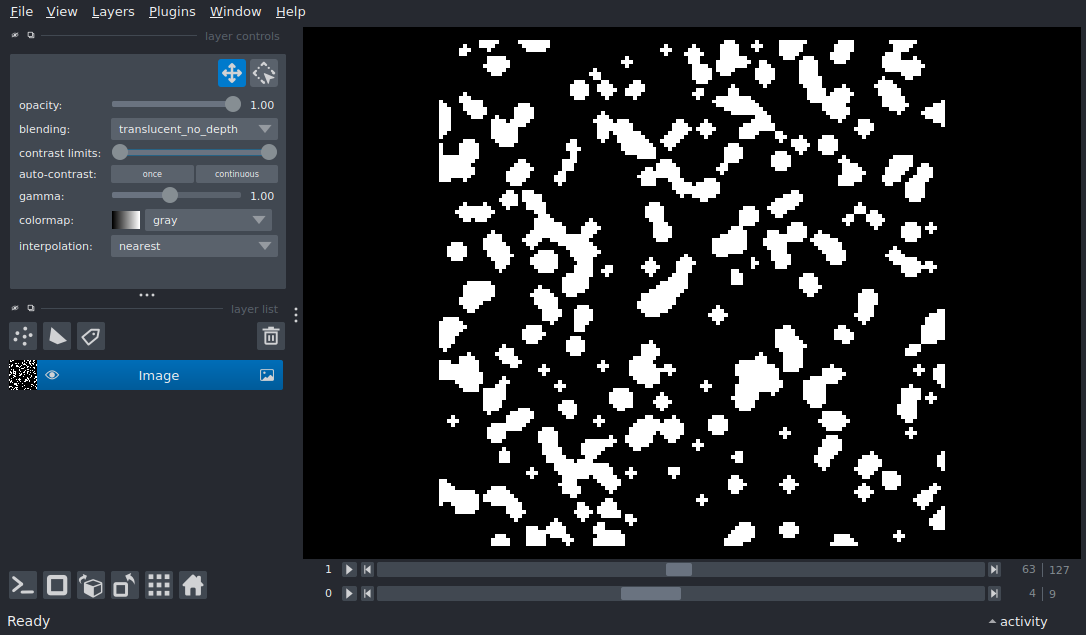 File View Layers Plugins Window Help
layer controls
opacity: 1.00
blending: translucent_no_depth
contrast limits:
auto-contrast: once continuous
gamma: 1.00
colormap: gray
interpolation: nearest
layer list
Image
1 63 127
0 4 9
Ready activity